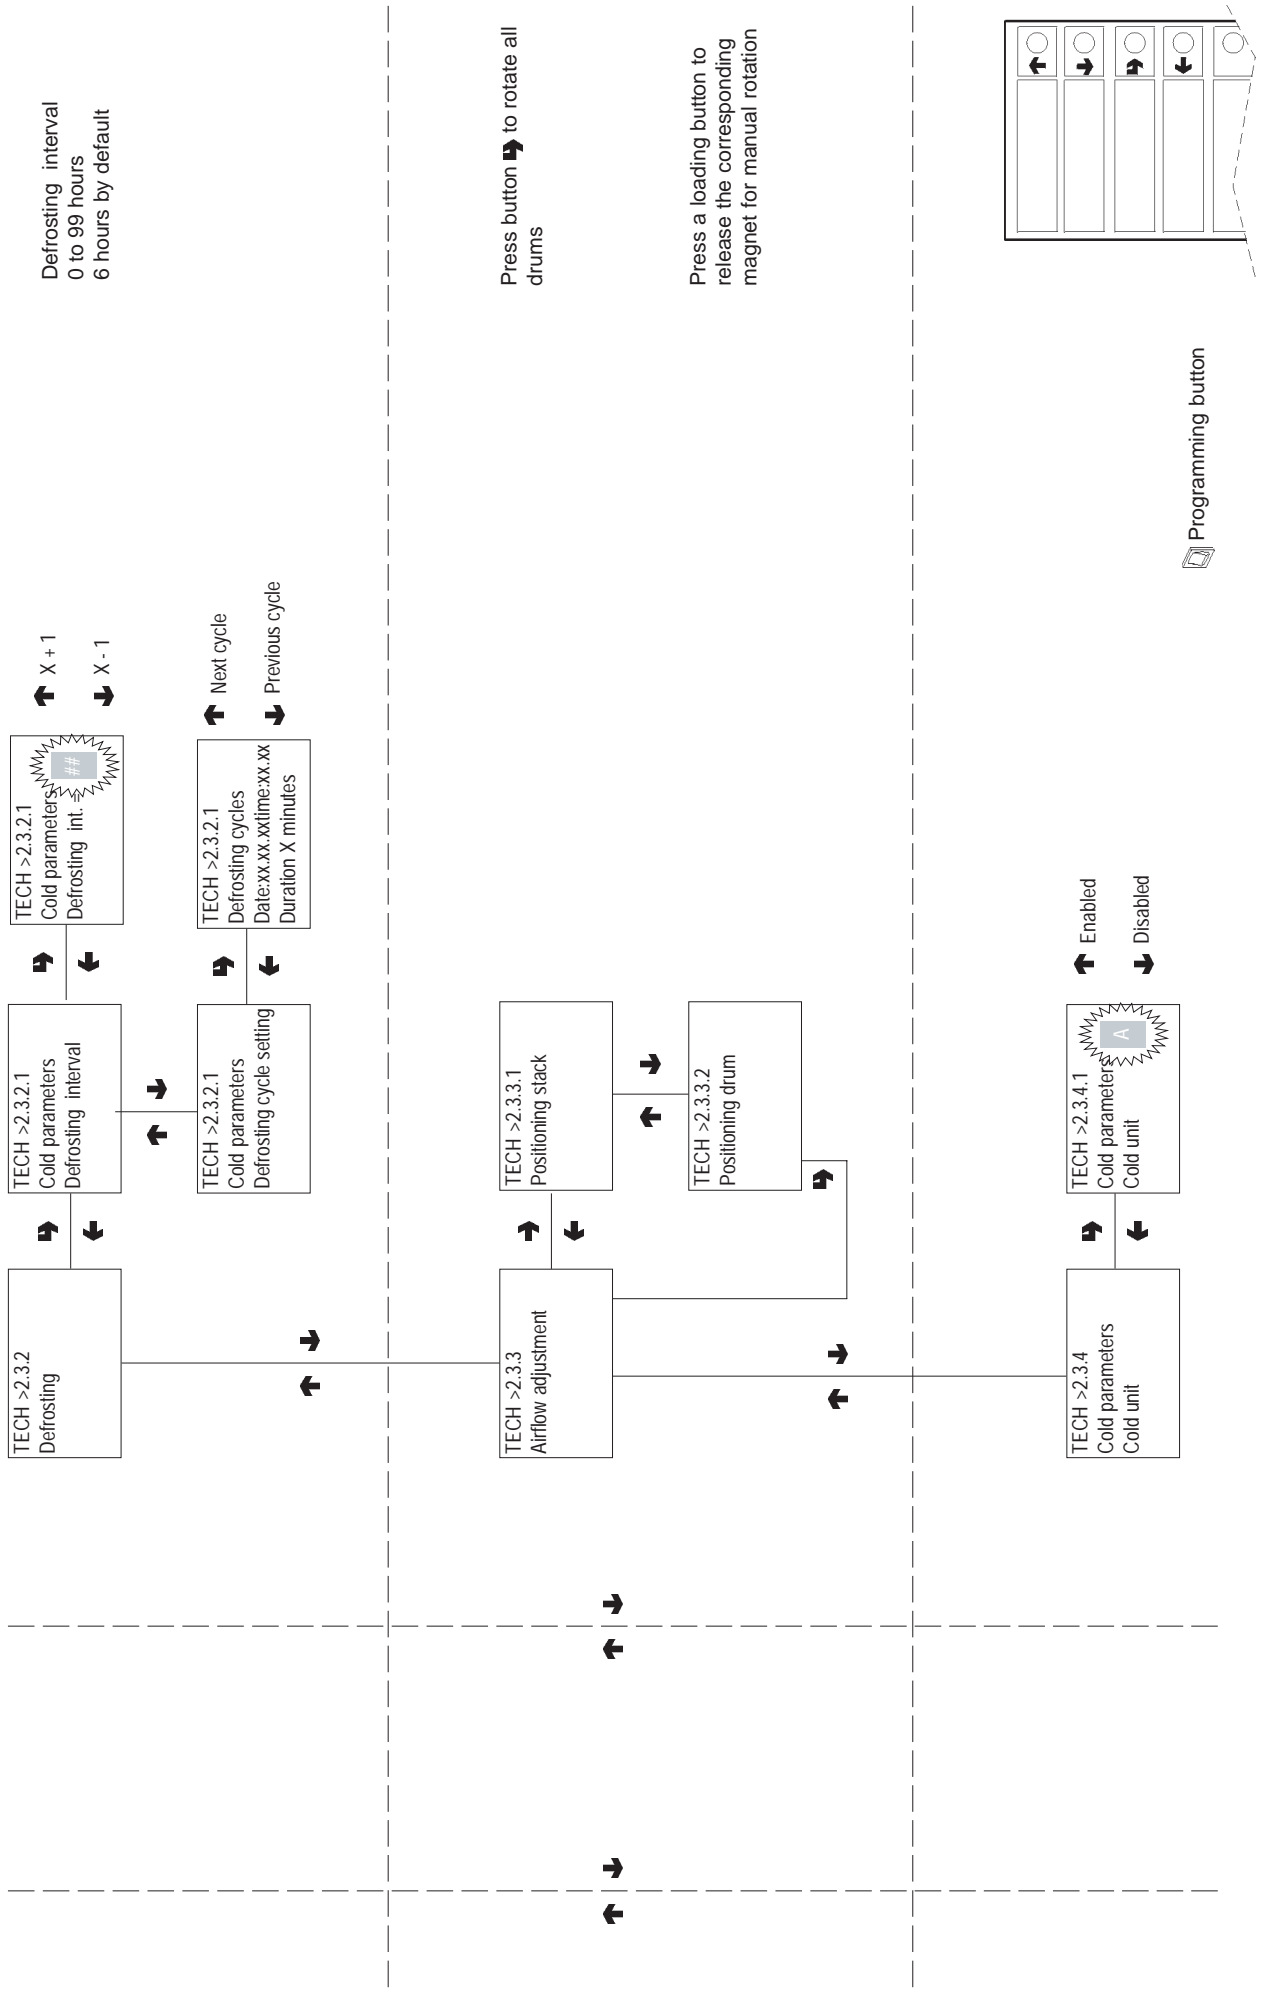 TECH >2.3.2
Defrosting
TECH >2.3.2.1
Cold parameters
Defrosting interval
TECH >2.3.2.1
Cold parameters
Defrosting int. =
##
X + 1
X - 1
Defrosting interval
0 to 99 hours
6 hours by default
TECH >2.3.2.1
Cold parameters
Defrosting cycle setting
TECH >2.3.2.1
Defrosting cycles
Date:xx.xx.xxtime:xx.xx
Duration X minutes
Next cycle
Previous cycle
TECH >2.3.3
Airflow adjustment
TECH >2.3.3.1
Positioning stack
Press button to rotate all
drums
TECH >2.3.3.2
Positioning drum
Press a loading button to
release the corresponding
magnet for manual rotation
TECH >2.3.4
Cold parameters
Cold unit
TECH >2.3.4.1
Cold parameters
Cold unit
A
Enabled
Disabled
Programming button